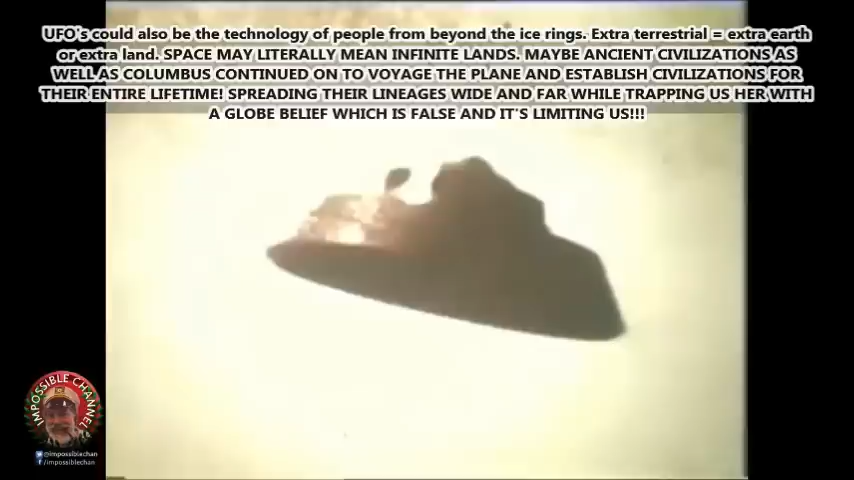 UFO's could also be the technology of people from beyond the ice rings. Extra terrestrial = extra earth
or extra land. SPACE MAY LITERALLY MEAN INFINITE LANDS. MAYBE ANCIENT CIVILIZATIONS AS
WELL AS COLUMBUS CONTINUED ON TO VOYAGE THE PLANE AND ESTABLISH CIVILIZATIONS FOR
THEIR ENTIRE LIFETIME! SPREADING THEIR LINEAGES WIDE AND FAR WHILE TRAPPING US HER WITH
A GLOBE BELIEF WHICH IS FALSE AND IT'S LIMITING US!!!
IMPOSSIBLE CHANNEL
@impossiblechan
/impossiblechan